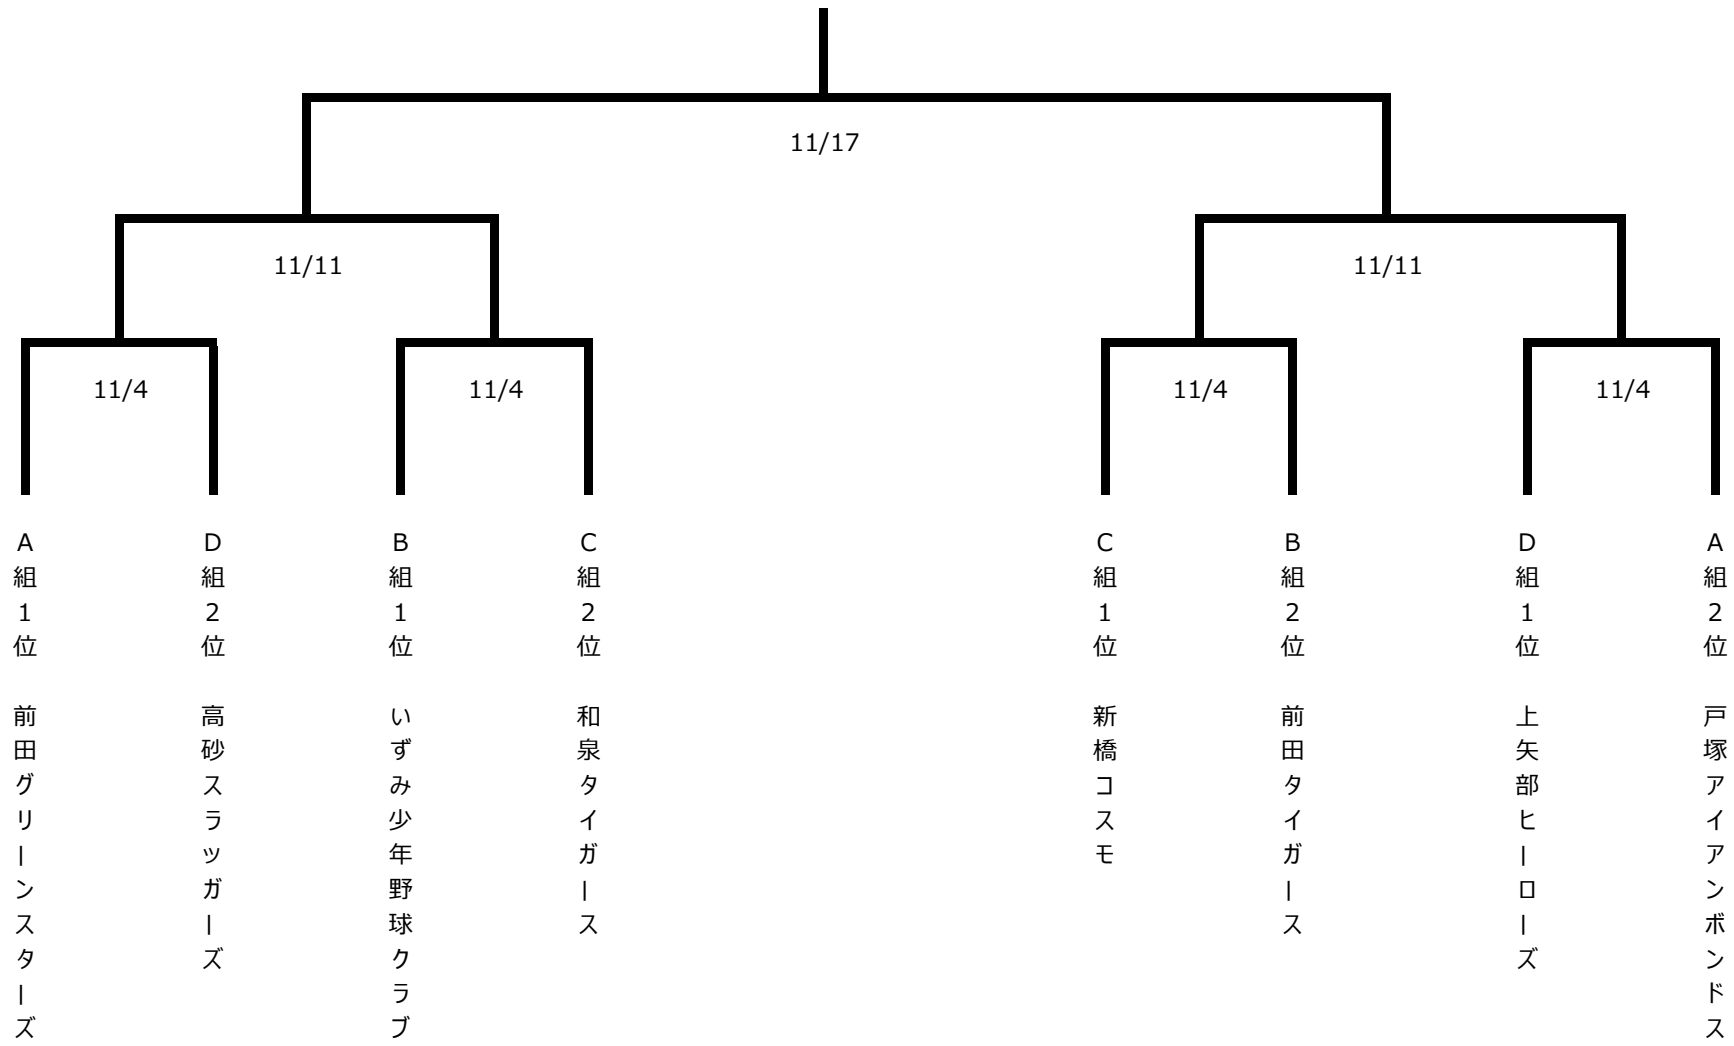 11/17
11/11
11/11
11/4
11/4
11/4
11/4
A組1位 前田グリーンスターズ
D組2位 高砂スラッガーズ
B組1位 いずみ少年野球クラブ
C組2位 和泉タイガース
C組1位 新橋コスモ
B組2位 前田タイガース
D組1位 上矢部ヒーローズ
A組2位 戸塚アイアンボンドス